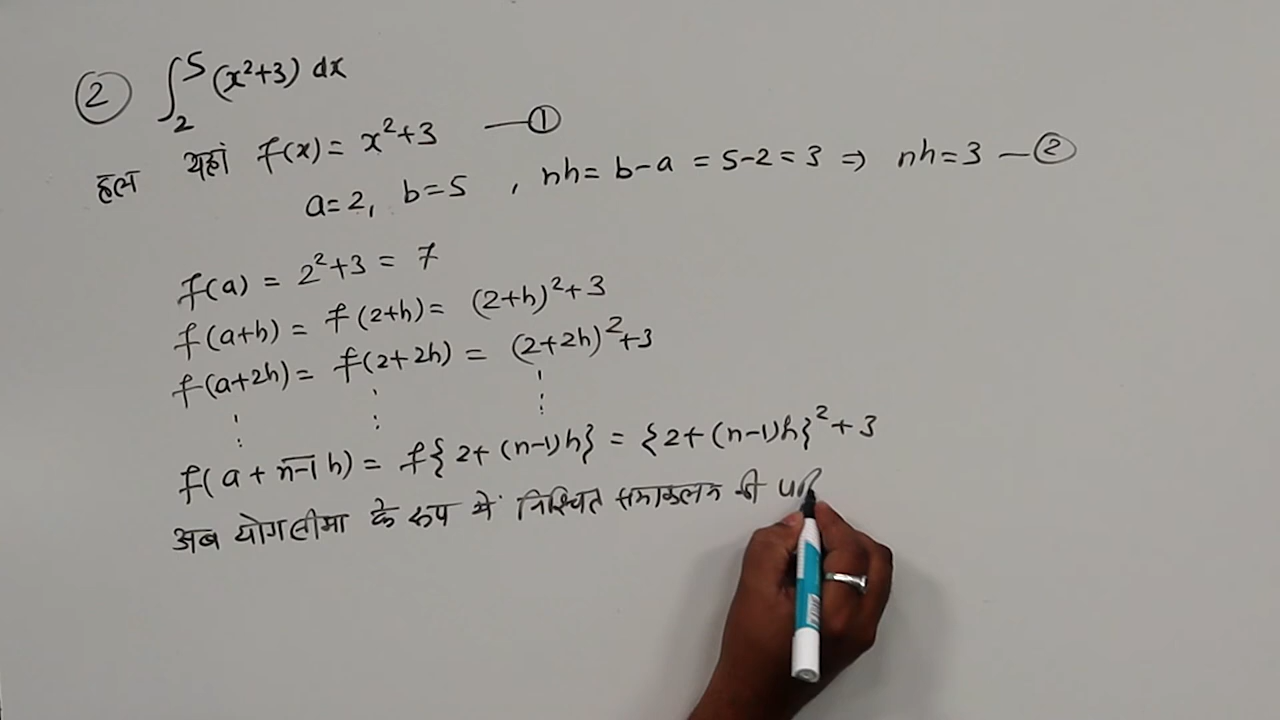 ② ∫₂⁵ (x²+3) dx
हल यहां f(x) = x²+3 —①
a=2, b=5 , nh= b-a = 5-2=3 ⇒ nh=3 —②
f(a) = 2²+3 = 7
f(a+h) = f(2+h) = (2+h)²+3
f(a+2h) = f(2+2h) = (2+2h)²+3
⋮ ⋮ ⋮
f(a+n̅-̅1̅ h) = f{2+(n-1)h} = {2+(n-1)h}²+3
अब योगसीमा के रूप में निश्चित समाकलन की